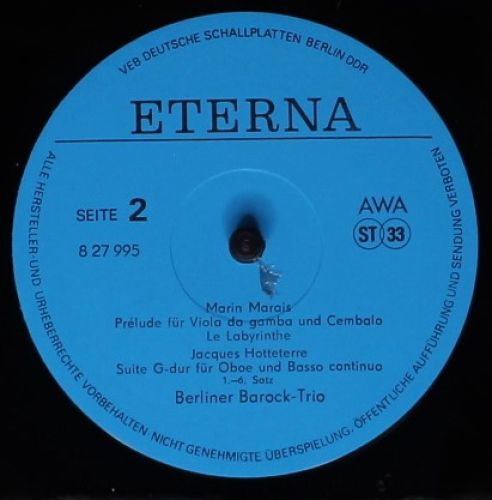 VEB DEUTSCHE SCHALLPLATTEN BERLIN DDR
ETERNA
SEITE 2
8 27 995
AWA
ST 33
Marin Marais
Prélude für Viola da gamba und Cembalo
Le Labyrinthe
Jacques Hotteterre
Suite G-dur für Oboe und Basso continuo
1.–6. Satz
Berliner Barock-Trio
ALLE HERSTELLER- UND URHEBERRECHTE VORBEHALTEN NICHT GENEHMIGTE ÜBERSPIELUNG, ÖFFENTLICHE AUFFÜHRUNG UND SENDUNG VERBOTEN